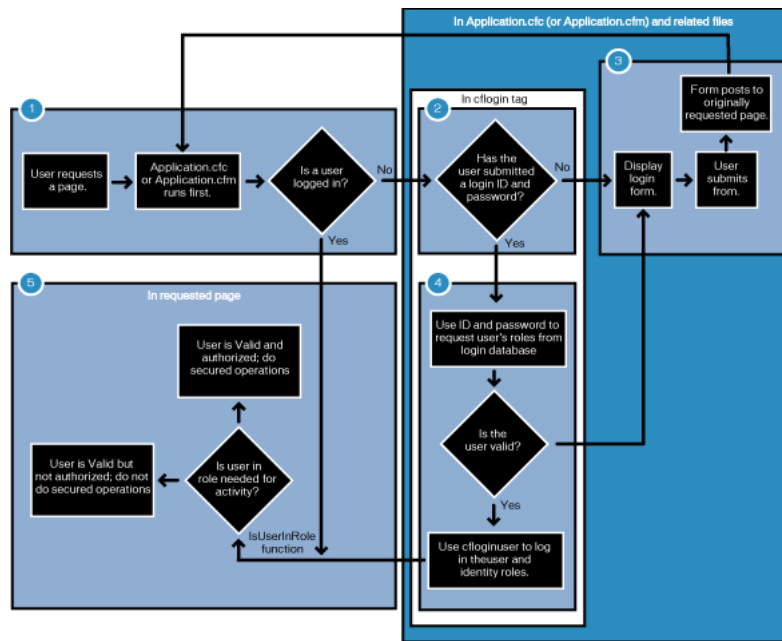 In Application.cfc (or Application.cfm) and related files
1
User requests
a page.
Application.cfc
or Application.cfm
runs first.
Is a user
logged in?
No
Yes
In cflogin tag
2
Has the
user submitted
a login ID and
password?
No
Yes
3
Form posts to
originally
requested page.
Display
login
form.
User
submits
from.
4
Use ID and password to
request user's roles from
login database
Is the
user valid?
Yes
Use cfloginuser to log
in theuser and
identity roles.
5
In requested page
User is Valid and
authorized; do
secured operations
User is Valid but
not authorized; do not
do secured operations
Is user in
role needed for
activity?
IsUserInRole
function